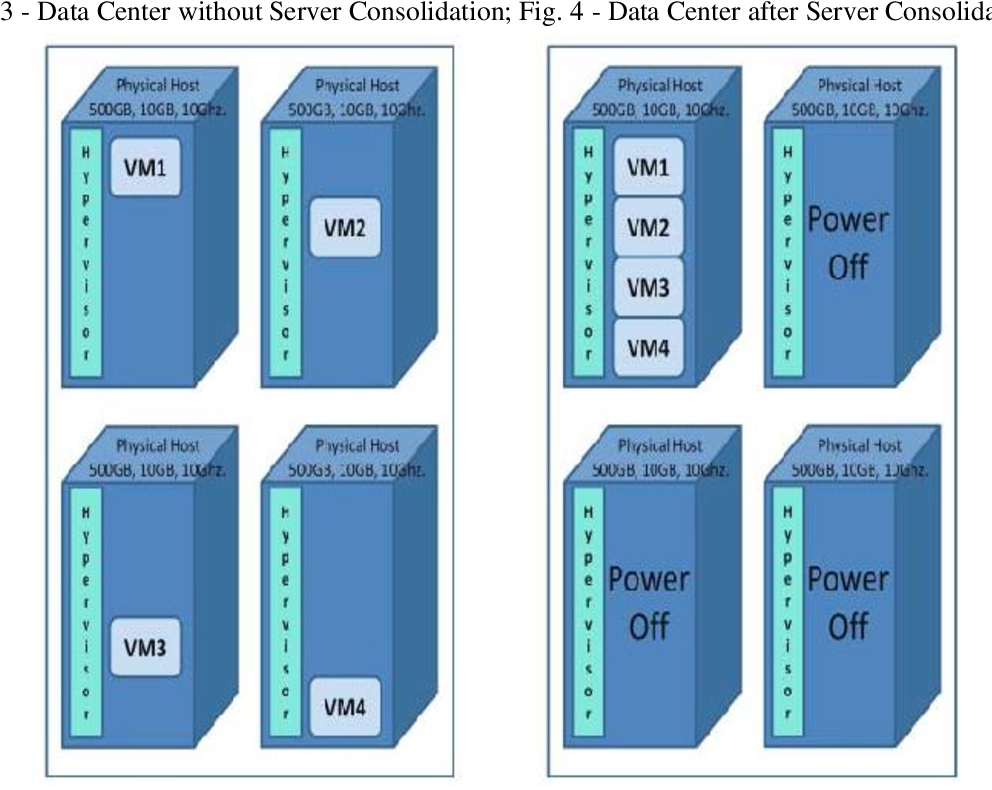 3 - Data Center without Server Consolidation; Fig. 4 - Data Center after Server Consolida
Physical Host
500GB, 10GB, 10Ghz.
Hypervisor
VM1
Physical Host
500GB, 10GB, 10Ghz.
Hypervisor
VM2
Physical Host
500GB, 10GB, 10Ghz.
Hypervisor
VM3
Physical Host
500GB, 10GB, 10Ghz.
Hypervisor
VM4
Physical Host
500GB, 10GB, 10Ghz.
Hypervisor
VM1
VM2
VM3
VM4
Physical Host
500GB, 10GB, 10Ghz.
Hypervisor
Power
Off
Physical Host
500GB, 10GB, 10Ghz.
Hypervisor
Power
Off
Physical Host
500GB, 10GB, 10Ghz.
Hypervisor
Power
Off